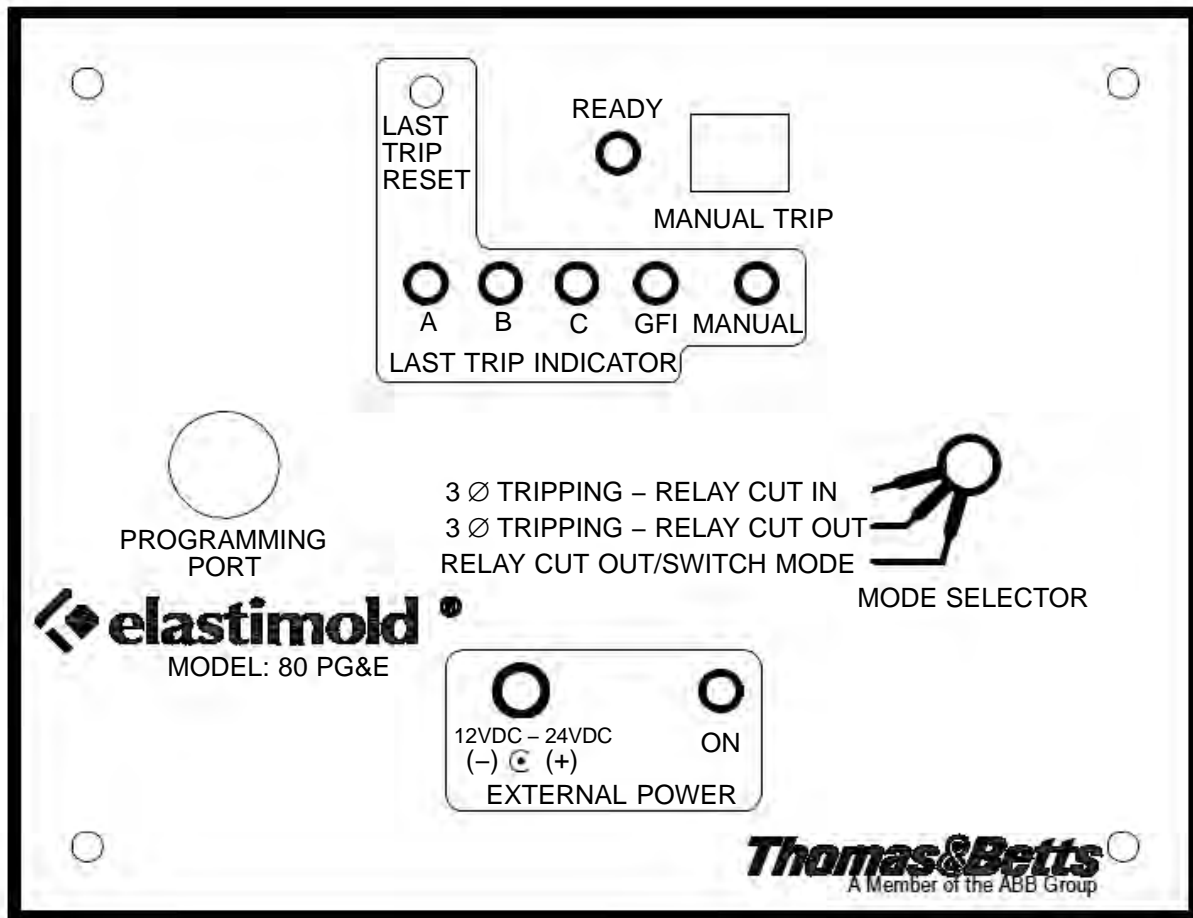 LAST
TRIP
RESET
READY
MANUAL TRIP
A B C GFI MANUAL
LAST TRIP INDICATOR
PROGRAMMING
PORT
3 ∅ TRIPPING – RELAY CUT IN
3 ∅ TRIPPING – RELAY CUT OUT
RELAY CUT OUT/SWITCH MODE
MODE SELECTOR
elastimold ®
MODEL: 80 PG&E
12VDC – 24VDC
(–) (+)
ON
EXTERNAL POWER
Thomas&Betts
A Member of the ABB Group